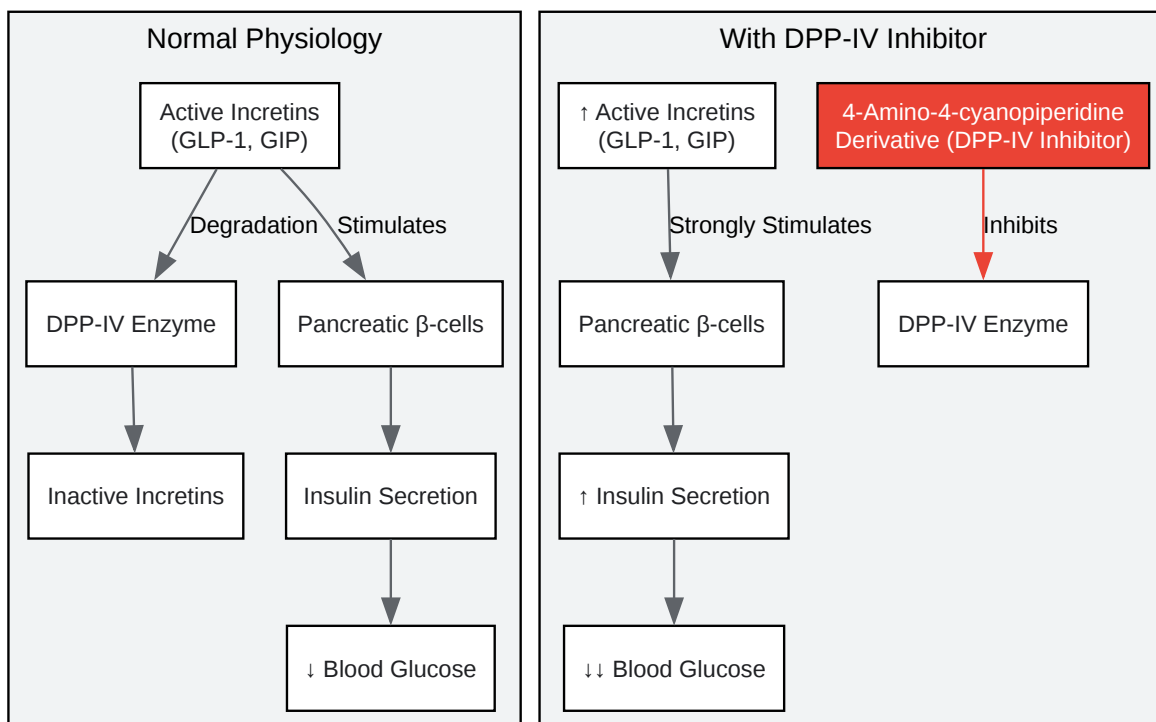 Normal Physiology
Active Incretins
(GLP-1, GIP)
Degradation
Stimulates
DPP-IV Enzyme
Pancreatic β-cells
Inactive Incretins
Insulin Secretion
↓ Blood Glucose
With DPP-IV Inhibitor
↑ Active Incretins
(GLP-1, GIP)
4-Amino-4-cyanopiperidine
Derivative (DPP-IV Inhibitor)
Strongly Stimulates
Inhibits
Pancreatic β-cells
DPP-IV Enzyme
↑ Insulin Secretion
↓↓ Blood Glucose